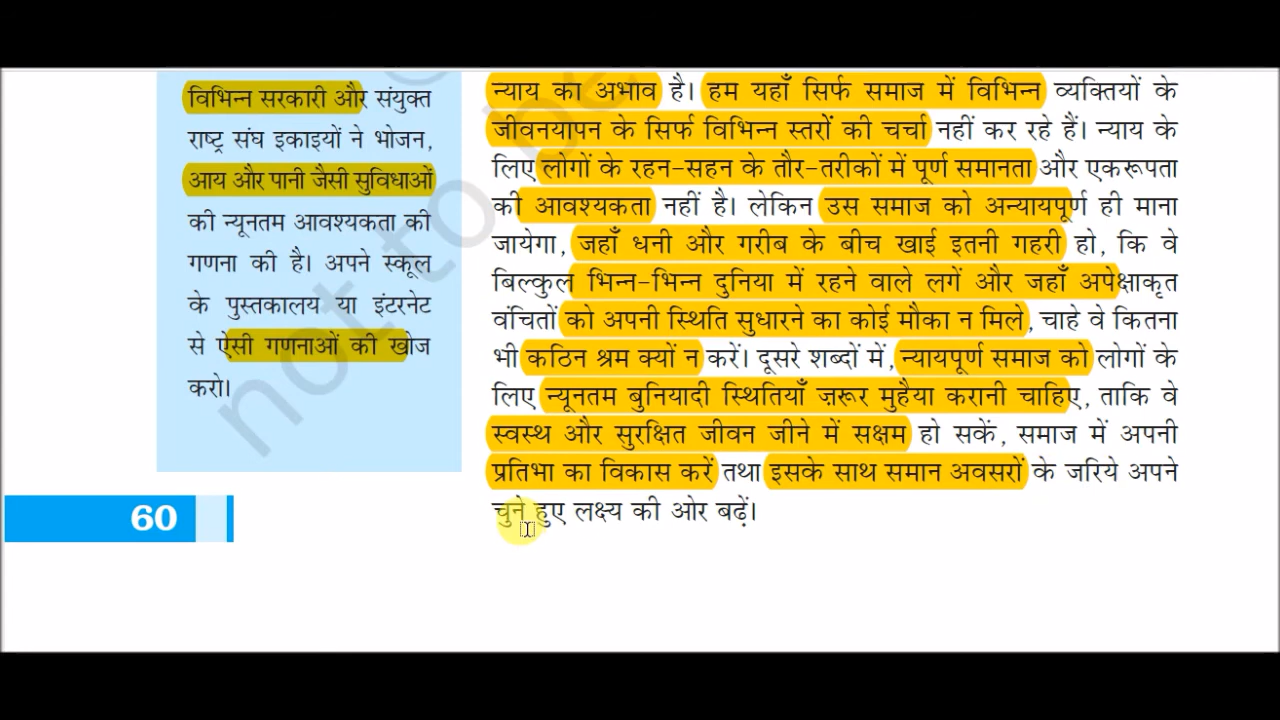 विभिन्न सरकारी और संयुक्त
राष्ट्र संघ इकाइयों ने भोजन,
आय और पानी जैसी सुविधाओं
की न्यूनतम आवश्यकता की
गणना की है। अपने स्कूल
के पुस्तकालय या इंटरनेट
से ऐसी गणनाओं की खोज
करो।
60
न्याय का अभाव है। हम यहाँ सिर्फ समाज में विभिन्न व्यक्तियों के
जीवनयापन के सिर्फ विभिन्न स्तरों की चर्चा नहीं कर रहे हैं। न्याय के
लिए लोगों के रहन-सहन के तौर-तरीकों में पूर्ण समानता और एकरूपता
की आवश्यकता नहीं है। लेकिन उस समाज को अन्यायपूर्ण ही माना
जायेगा, जहाँ धनी और गरीब के बीच खाई इतनी गहरी हो, कि वे
बिल्कुल भिन्न-भिन्न दुनिया में रहने वाले लगें और जहाँ अपेक्षाकृत
वंचितों को अपनी स्थिति सुधारने का कोई मौका न मिले, चाहे वे कितना
भी कठिन श्रम क्यों न करें। दूसरे शब्दों में, न्यायपूर्ण समाज को लोगों के
लिए न्यूनतम बुनियादी स्थितियाँ ज़रूर मुहैया करानी चाहिए, ताकि वे
स्वस्थ और सुरक्षित जीवन जीने में सक्षम हो सकें, समाज में अपनी
प्रतिभा का विकास करें तथा इसके साथ समान अवसरों के जरिये अपने
चुने हुए लक्ष्य की ओर बढ़ें।
not to be